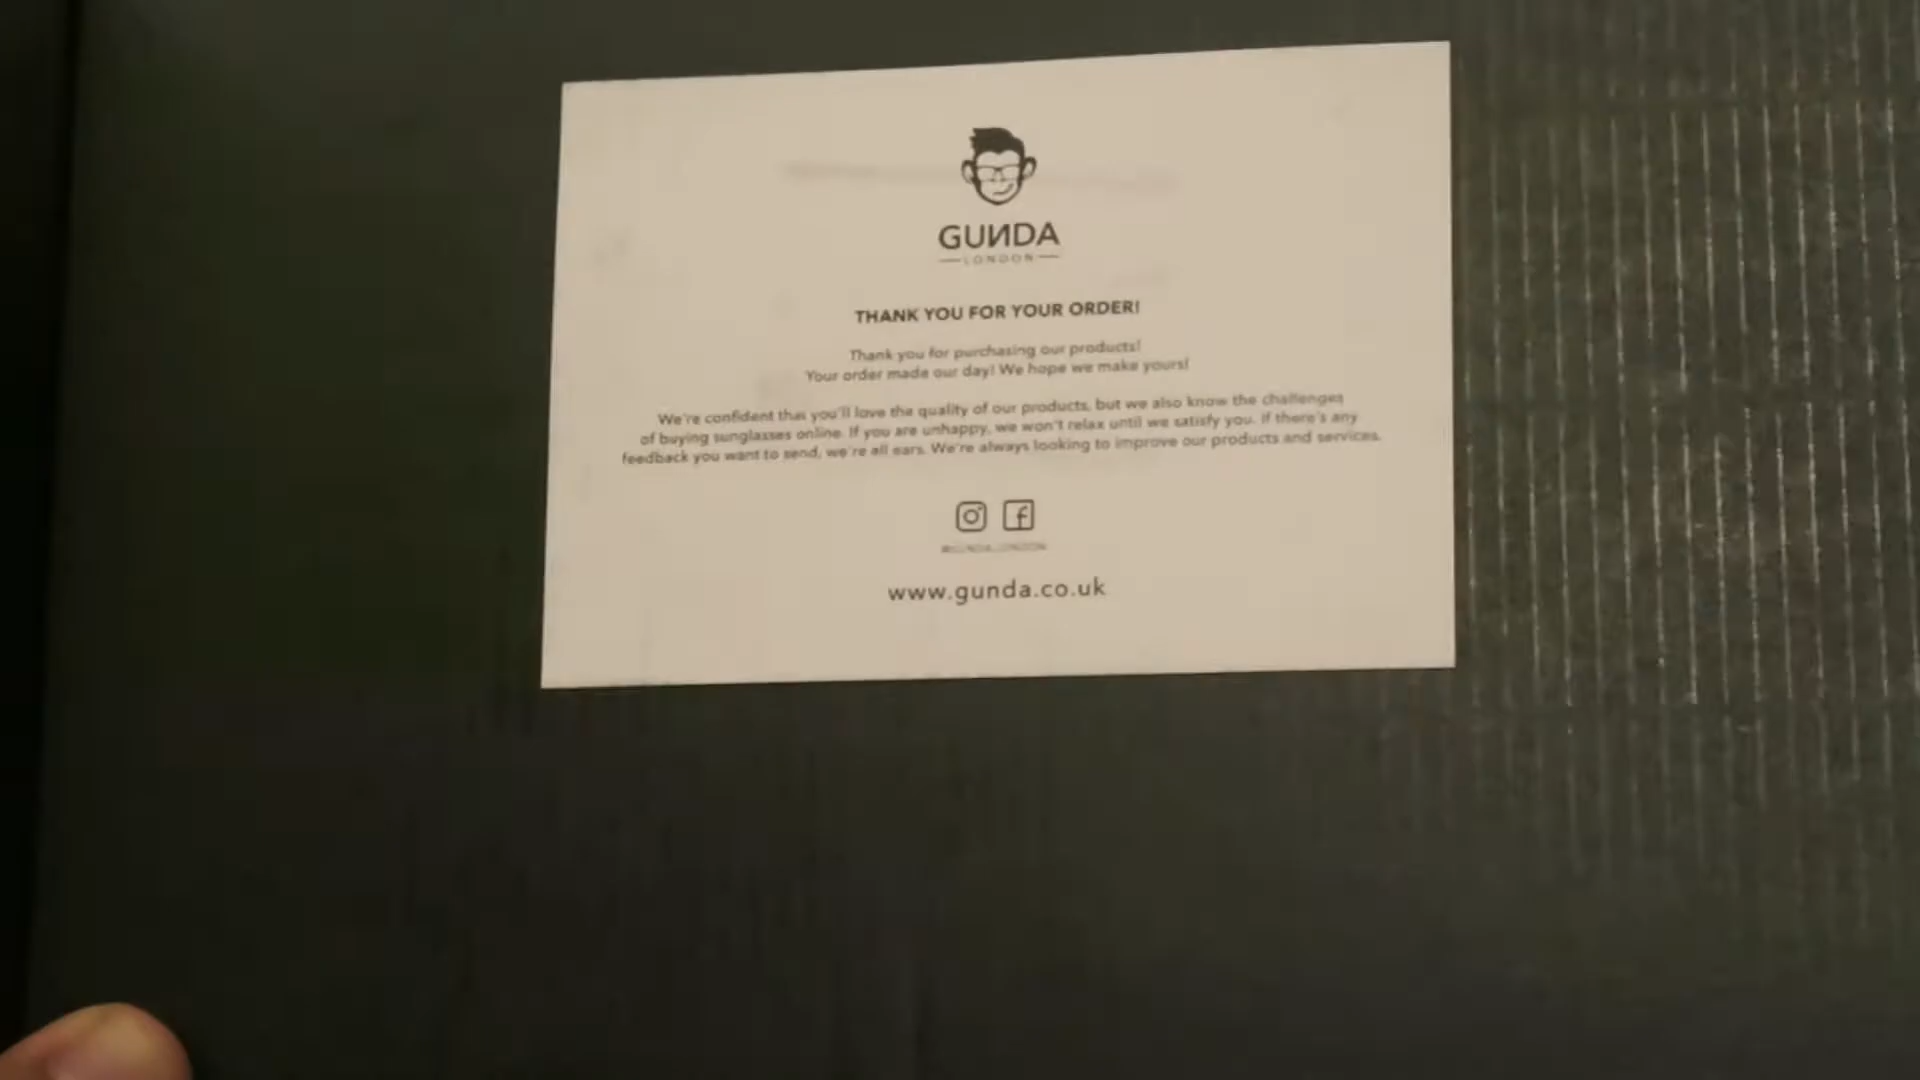 GUИDA
LONDON
THANK YOU FOR YOUR ORDER!
Thank you for purchasing our products!
Your order made our day! We hope we make yours!
We're confident that you'll love the quality of our products, but we also know the challenges
of buying sunglasses online. If you are unhappy, we won't relax until we satisfy you. If there's any
feedback you want to send, we're all ears. We're always looking to improve our products and services.
www.gunda.co.uk